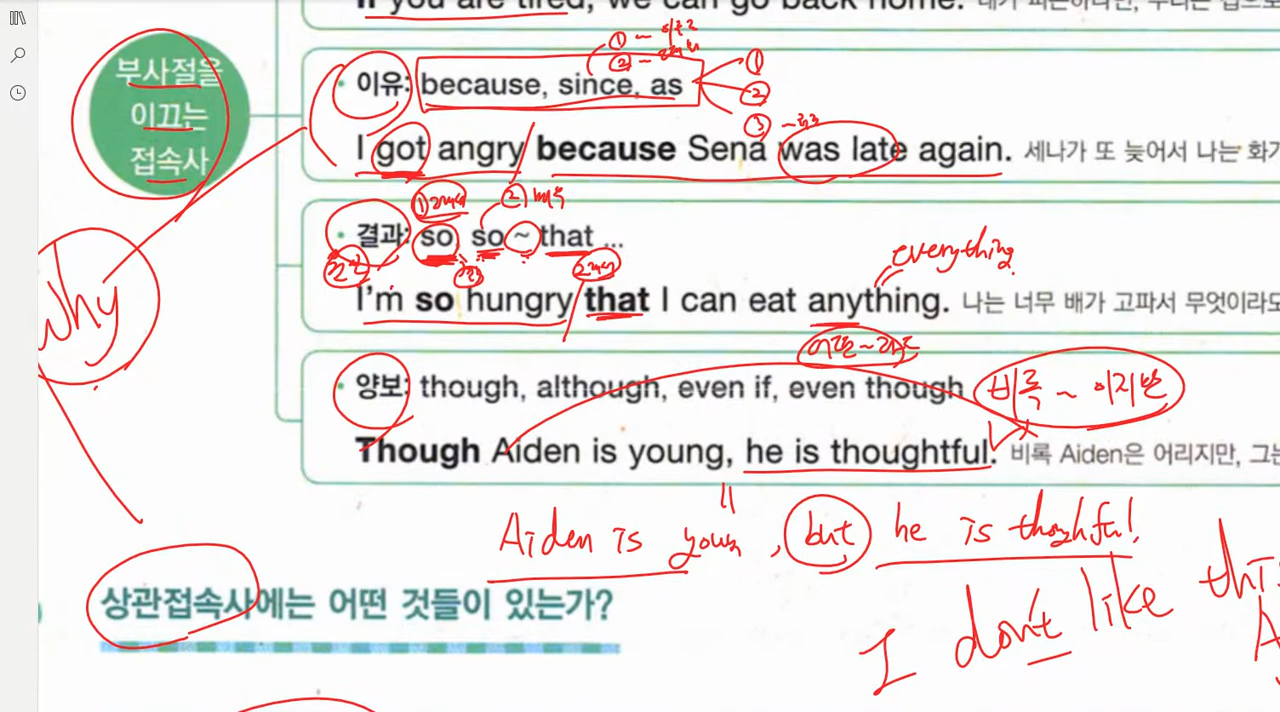 If you are tired, we can go back home.
부사절을
이끄는
접속사
이유: because, since, as
①
②
③
I got angry because Sena was late again. 세나가 또 늦어서 나는 화가
결과: so so ~ that ...
I'm so hungry that I can eat anything. 나는 너무 배가 고파서 무엇이라도
everything
양보: though, although, even if, even though
비록 ~ 이지만
Though Aiden is young, he is thoughtful. 비록 Aiden은 어리지만, 그는
why
Aiden is young, but he is thoughtful.
상관접속사에는 어떤 것들이 있는가?
I don't like thi